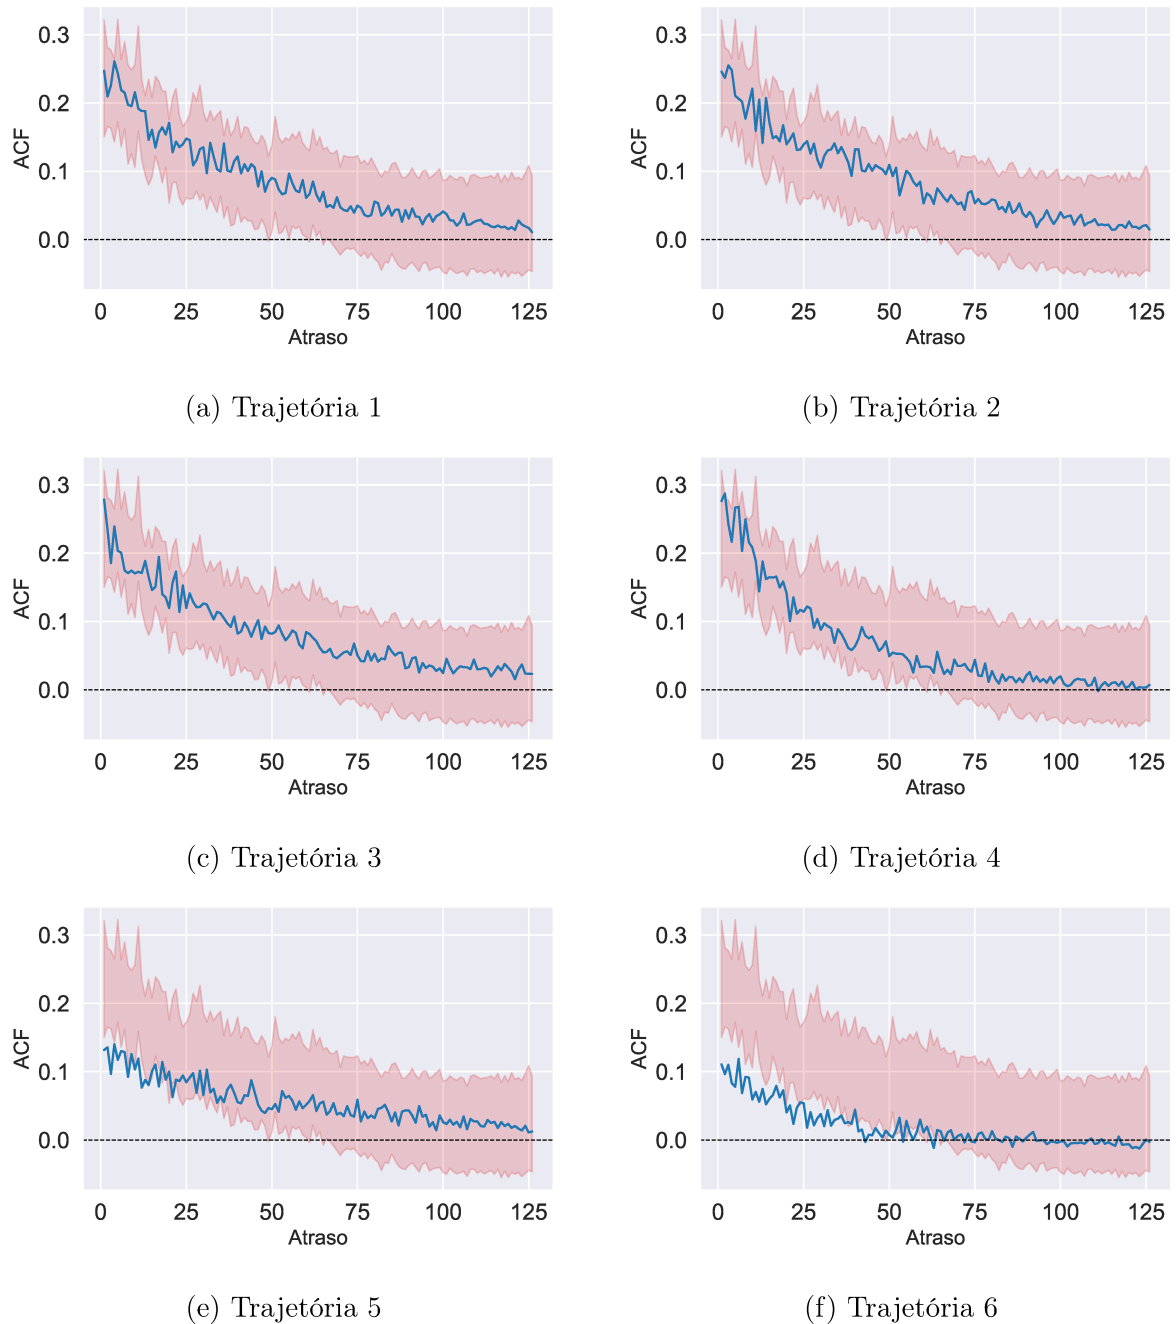 ACF
0.3
0.2
0.1
0.0
0 25 50 75 100 125
Atraso
(a) Trajetória 1
ACF
0.3
0.2
0.1
0.0
0 25 50 75 100 125
Atraso
(b) Trajetória 2
ACF
0.3
0.2
0.1
0.0
0 25 50 75 100 125
Atraso
(c) Trajetória 3
ACF
0.3
0.2
0.1
0.0
0 25 50 75 100 125
Atraso
(d) Trajetória 4
ACF
0.3
0.2
0.1
0.0
0 25 50 75 100 125
Atraso
(e) Trajetória 5
ACF
0.3
0.2
0.1
0.0
0 25 50 75 100 125
Atraso
(f) Trajetória 6